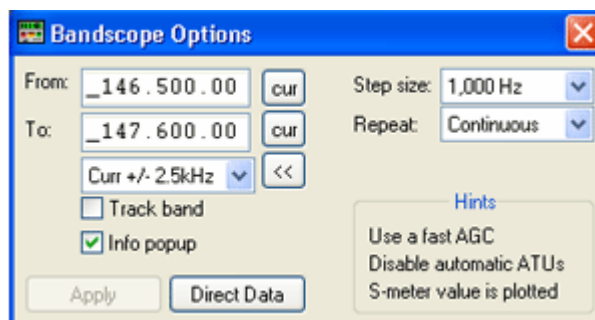 Bandscope Options
From: _146.500.00 cur Step size: 1,000 Hz
To: _147.600.00 cur Repeat: Continuous
Curr +/- 2.5kHz <<
Track band
Info popup
Hints
Use a fast AGC
Disable automatic ATUs
S-meter value is plotted
Apply Direct Data